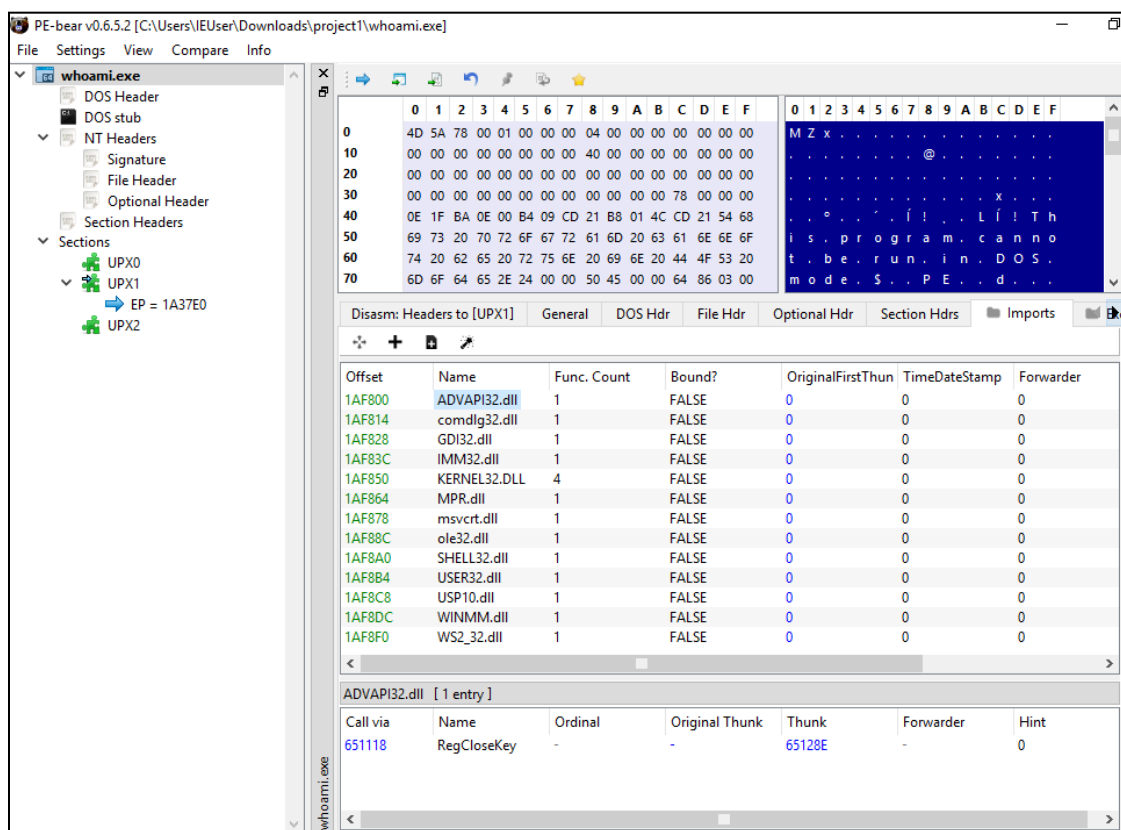 PE-bear v0.6.5.2 [C:\Users\IEUser\Downloads\project1\whoami.exe]
File Settings View Compare Info
whoami.exe
DOS Header
DOS stub
NT Headers
Signature
File Header
Optional Header
Section Headers
Sections
UPX0
UPX1
EP = 1A37E0
UPX2
whoami.exe
0 1 2 3 4 5 6 7 8 9 A B C D E F 0 1 2 3 4 5 6 7 8 9 A B C D E F
0 4D 5A 78 00 01 00 00 00 04 00 00 00 00 00 00 00 M Z x . . . . . . . . . . . . .
10 00 00 00 00 00 00 00 00 40 00 00 00 00 00 00 00 . . . . . . . . @ . . . . . . .
20 00 00 00 00 00 00 00 00 00 00 00 00 00 00 00 00 . . . . . . . . . . . . . . . .
30 00 00 00 00 00 00 00 00 00 00 00 00 78 00 00 00 . . . . . . . . . . . . x . . .
40 0E 1F BA 0E 00 B4 09 CD 21 B8 01 4C CD 21 54 68 . . º . . ´ . Í ! . . L Í ! T h
50 69 73 20 70 72 6F 67 72 61 6D 20 63 61 6E 6E 6F i s . p r o g r a m . c a n n o
60 74 20 62 65 20 72 75 6E 20 69 6E 20 44 4F 53 20 t . b e . r u n . i n . D O S .
70 6D 6F 64 65 2E 24 00 00 50 45 00 00 64 86 03 00 m o d e . $ . . P E . . d . . .
Disasm: Headers to [UPX1] General DOS Hdr File Hdr Optional Hdr Section Hdrs Imports
Offset Name Func. Count Bound? OriginalFirstThun TimeDateStamp Forwarder
1AF800 ADVAPI32.dll 1 FALSE 0 0 0
1AF814 comdlg32.dll 1 FALSE 0 0 0
1AF828 GDI32.dll 1 FALSE 0 0 0
1AF83C IMM32.dll 1 FALSE 0 0 0
1AF850 KERNEL32.DLL 4 FALSE 0 0 0
1AF864 MPR.dll 1 FALSE 0 0 0
1AF878 msvcrt.dll 1 FALSE 0 0 0
1AF88C ole32.dll 1 FALSE 0 0 0
1AF8A0 SHELL32.dll 1 FALSE 0 0 0
1AF8B4 USER32.dll 1 FALSE 0 0 0
1AF8C8 USP10.dll 1 FALSE 0 0 0
1AF8DC WINMM.dll 1 FALSE 0 0 0
1AF8F0 WS2_32.dll 1 FALSE 0 0 0
ADVAPI32.dll [ 1 entry ]
Call via Name Ordinal Original Thunk Thunk Forwarder Hint
651118 RegCloseKey - - 65128E - 0